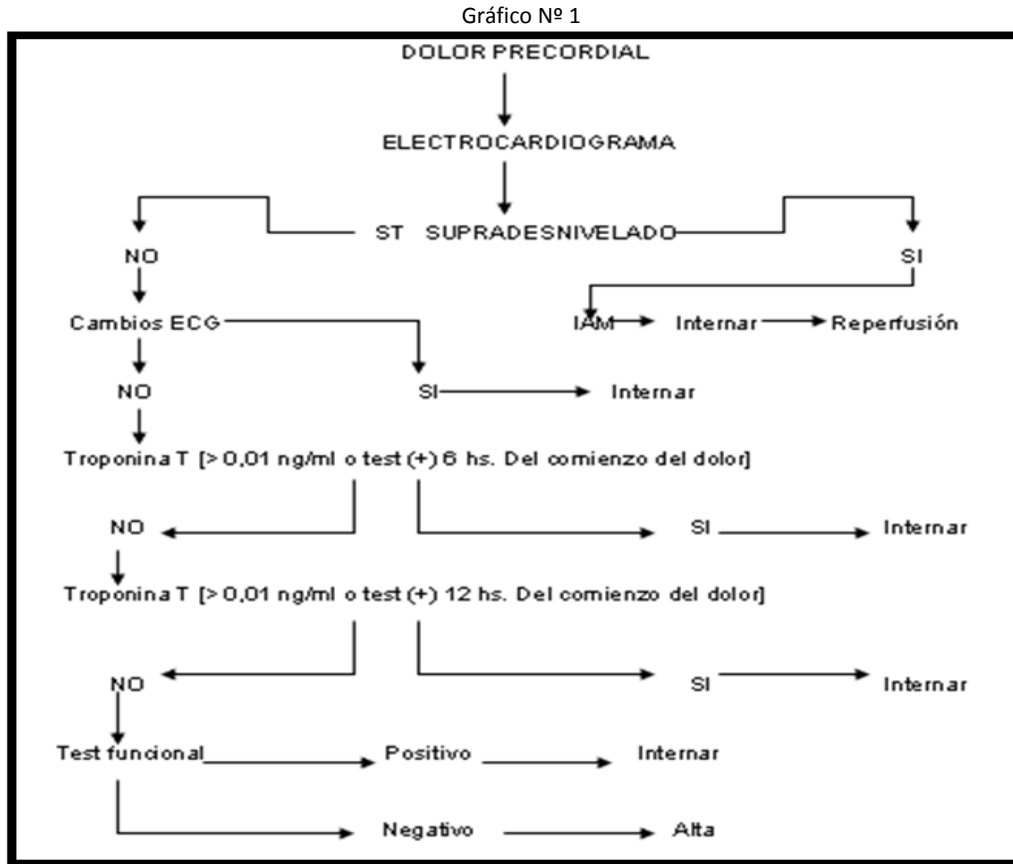 Gráfico Nº 1
DOLOR PRECORDIAL
ELECTROCARDIOGRAMA
ST SUPRADESNIVELADO
NO SI
Cambios ECG IAM Internar Reperfusión
NO SI Internar
Troponina T [> 0,01 ng/ml o test (+) 6 hs. Del comienzo del dolor]
NO SI Internar
Troponina T [> 0,01 ng/ml o test (+) 12 hs. Del comienzo del dolor]
NO SI Internar
Test funcional Positivo Internar
Negativo Alta